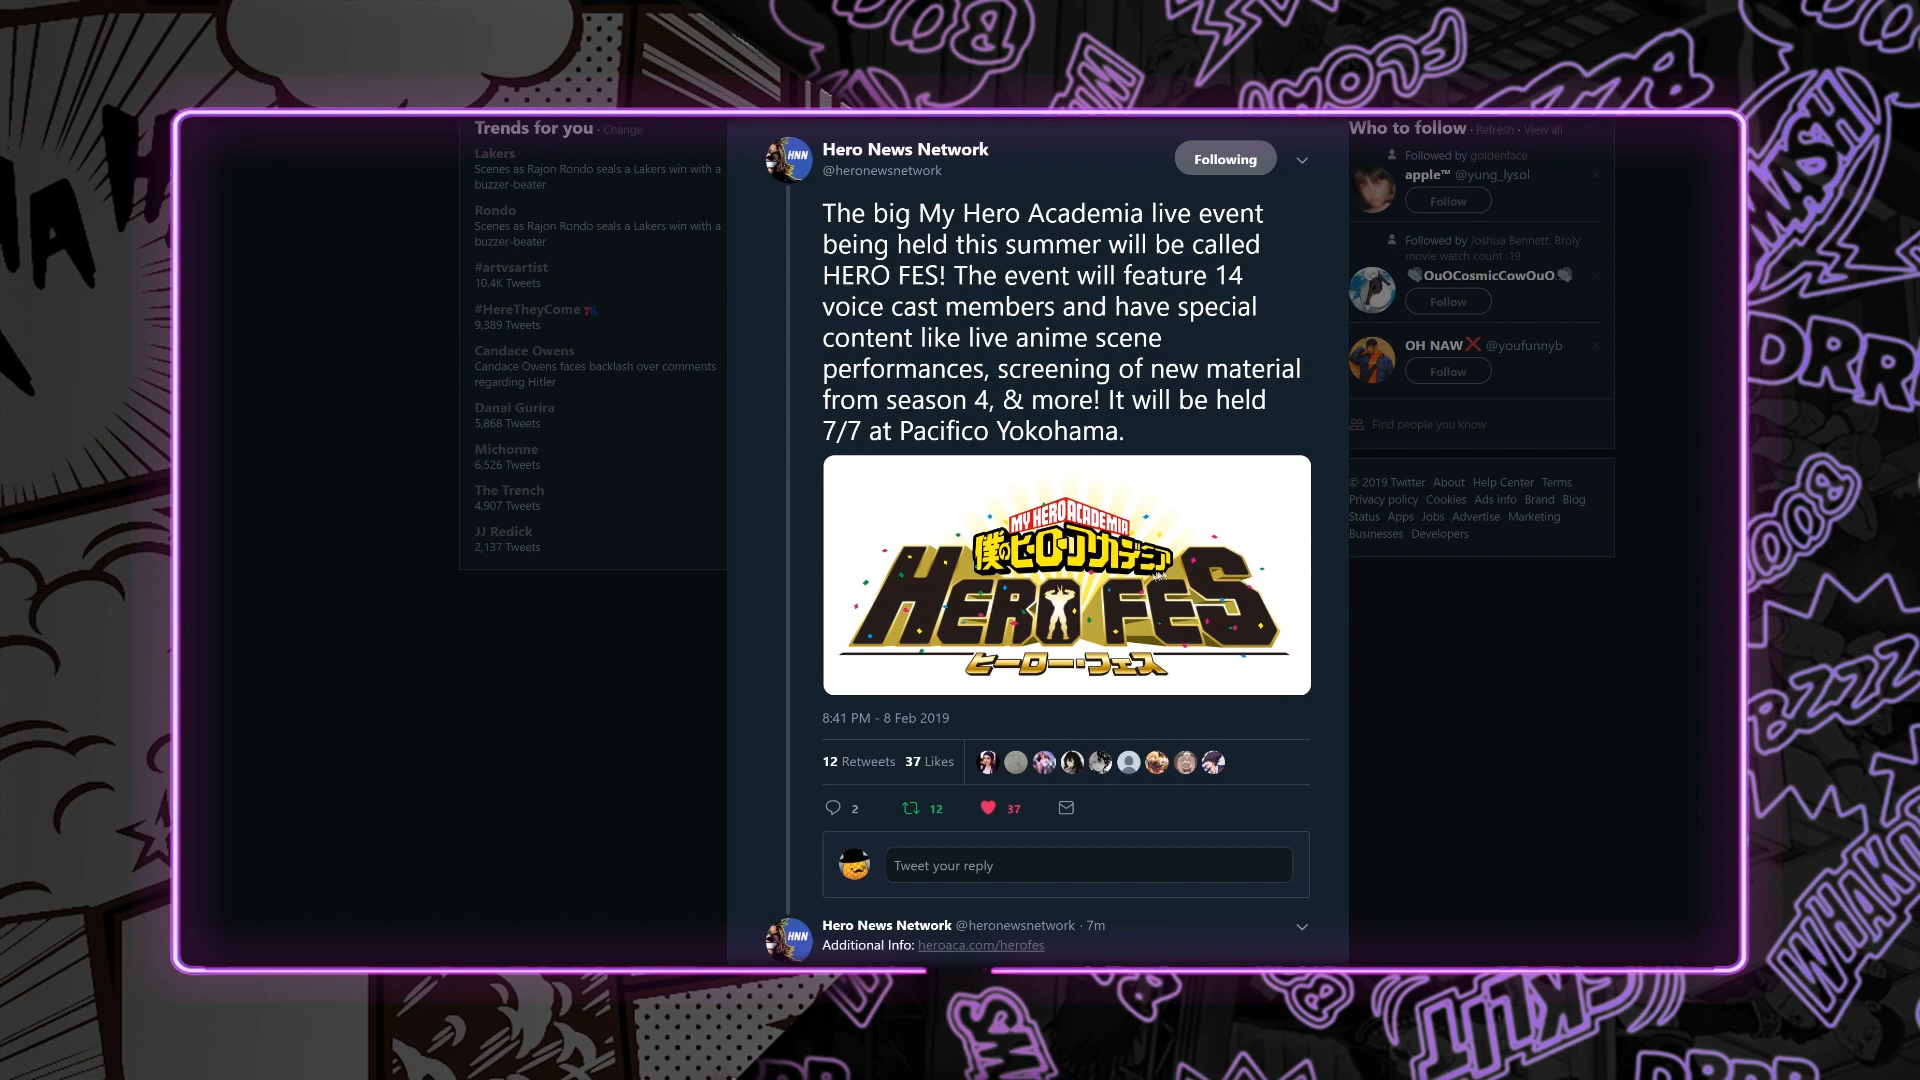 Trends for you · Change
Lakers
Scenes as Rajon Rondo seals a Lakers win with a
buzzer-beater
Rondo
Scenes as Rajon Rondo seals a Lakers win with a
buzzer-beater
#artvsartist
10.4K Tweets
#HereTheyCome
9,389 Tweets
Candace Owens
Candace Owens faces backlash over comments
regarding Hitler
Danai Gurira
5,868 Tweets
Michonne
6,526 Tweets
The Trench
4,907 Tweets
JJ Redick
2,137 Tweets
HNN
Hero News Network
@heronewsnetwork
Following
The big My Hero Academia live event
being held this summer will be called
HERO FES! The event will feature 14
voice cast members and have special
content like live anime scene
performances, screening of new material
from season 4, & more! It will be held
7/7 at Pacifico Yokohama.
MY HERO ACADEMIA
僕のヒーローアカデミア
HERO FES
ヒーロー・フェス
8:41 PM - 8 Feb 2019
12 Retweets 37 Likes
2 12 37
Tweet your reply
HNN
Hero News Network @heronewsnetwork · 7m
Additional Info: heroaca.com/herofes
Who to follow · Refresh · View all
Followed by goldenface
apple™ @yung_lysol
Follow
Followed by Joshua Bennett. Broly
movie watch count :19
OuOCosmicCowOuO
Follow
OH NAW❌ @youfunnyb
Follow
Find people you know
© 2019 Twitter About Help Center Terms
Privacy policy Cookies Ads info Brand Blog
Status Apps Jobs Advertise Marketing
Businesses Developers
BOOM
SMASH
DRRR
BOOM
BZZZ
WHAKK